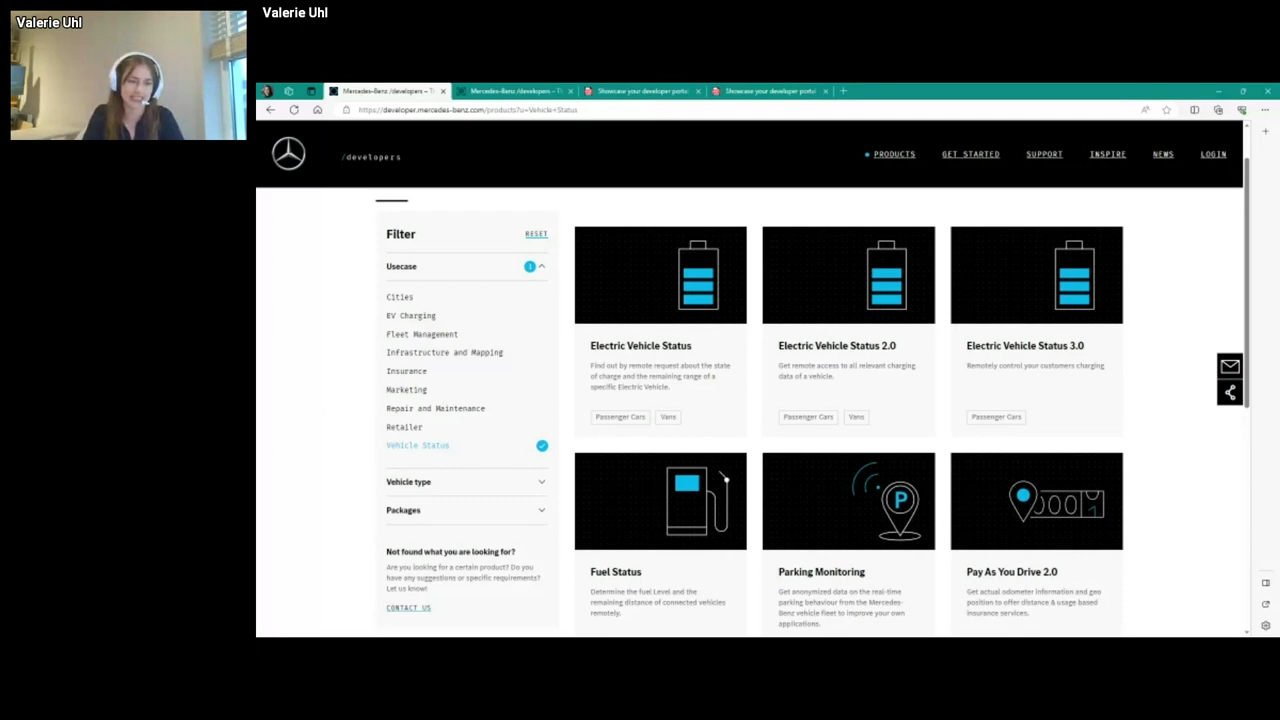 Valerie Uhl
Valerie Uhl
Mercedes-Benz /developers – T
Mercedes-Benz /developers – T
Showcase your developer porta
Showcase your developer porta
https://developer.mercedes-benz.com/products?u=Vehicle+Status
/developers
PRODUCTS
GET STARTED
SUPPORT
INSPIRE
NEWS
LOGIN
Filter
RESET
Usecase
1
Cities
EV Charging
Fleet Management
Infrastructure and Mapping
Insurance
Marketing
Repair and Maintenance
Retailer
Vehicle Status
Vehicle type
Packages
Not found what you are looking for?
Are you looking for a certain product? Do you
have any suggestions or specific requirements?
Let us know!
CONTACT US
Electric Vehicle Status
Find out by remote request about the state
of charge and the remaining range of a
specific Electric Vehicle.
Passenger Cars
Vans
Electric Vehicle Status 2.0
Get remote access to all relevant charging
data of a vehicle.
Passenger Cars
Vans
Electric Vehicle Status 3.0
Remotely control your customers charging
Passenger Cars
Fuel Status
Determine the fuel Level and the
remaining distance of connected vehicles
remotely.
P
Parking Monitoring
Get anonymized data on the real-time
parking behaviour from the Mercedes-
Benz vehicle fleet to improve your own
applications.
0001
Pay As You Drive 2.0
Get actual odometer information and geo
position to offer distance & usage based
insurance services.